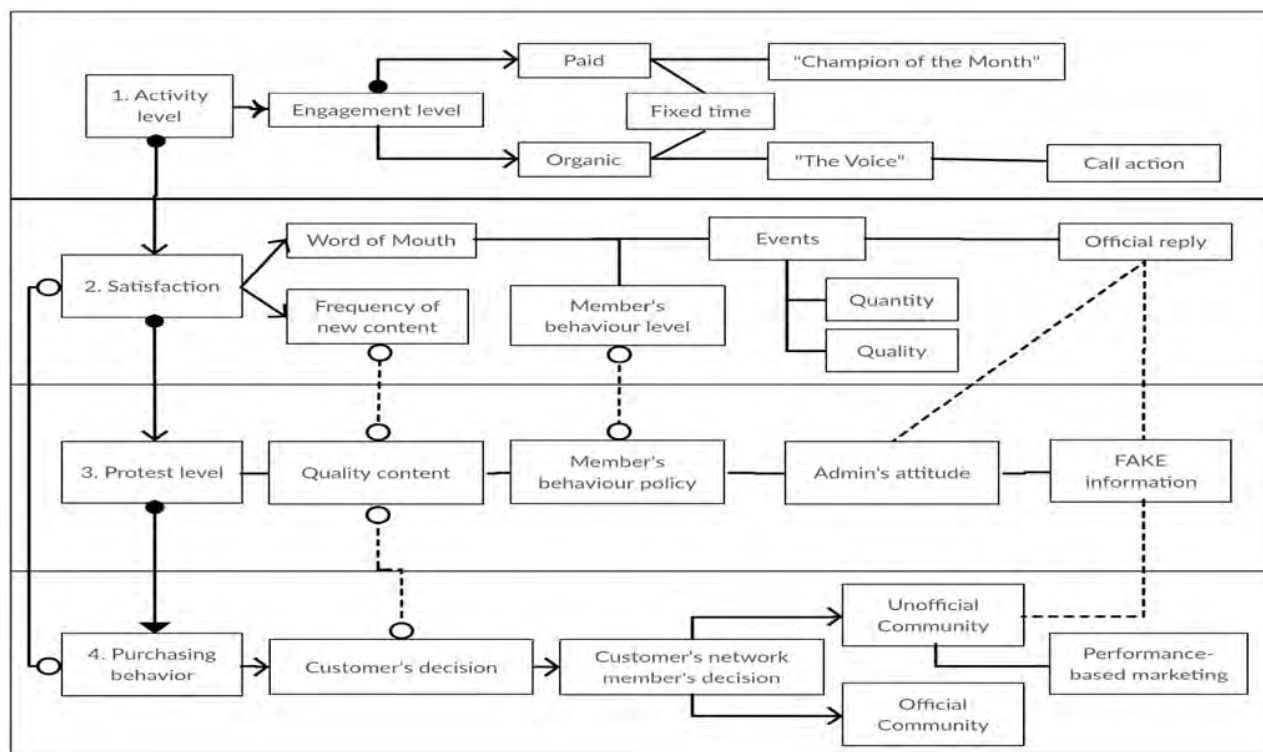 Paid
"Champion of the Month"
1. Activity
level
Engagement level
Fixed time
Organic
"The Voice"
Call action
Word of Mouth
Events
Official reply
2. Satisfaction
Frequency of
new content
Member's
behaviour level
Quantity
Quality
3. Protest level
Quality content
Member's
behaviour policy
Admin's attitude
FAKE
information
Unofficial
Community
4. Purchasing
behavior
Customer's decision
Customer's network
member's decision
Performance-
based marketing
Official
Community